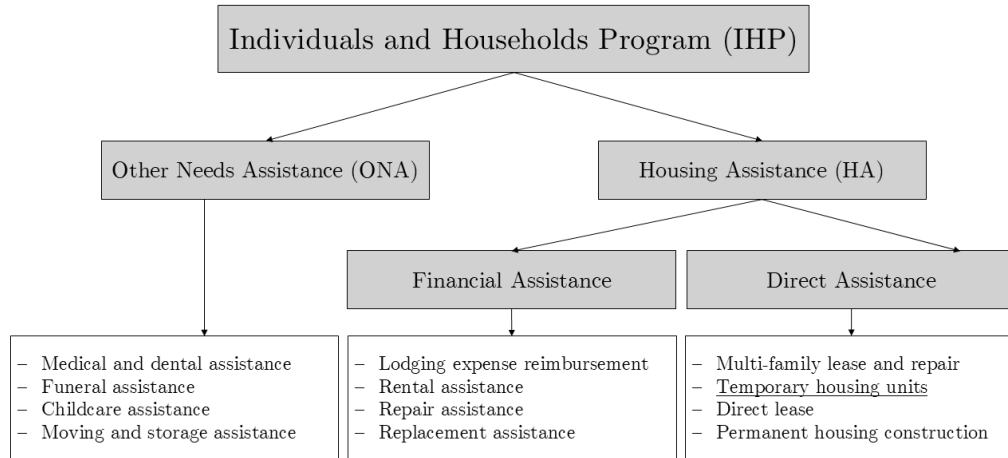 Individuals and Households Program (IHP)
Other Needs Assistance (ONA)
Housing Assistance (HA)
Financial Assistance
Direct Assistance
– Medical and dental assistance
– Funeral assistance
– Childcare assistance
– Moving and storage assistance
– Lodging expense reimbursement
– Rental assistance
– Repair assistance
– Replacement assistance
– Multi-family lease and repair
– Temporary housing units
– Direct lease
– Permanent housing construction